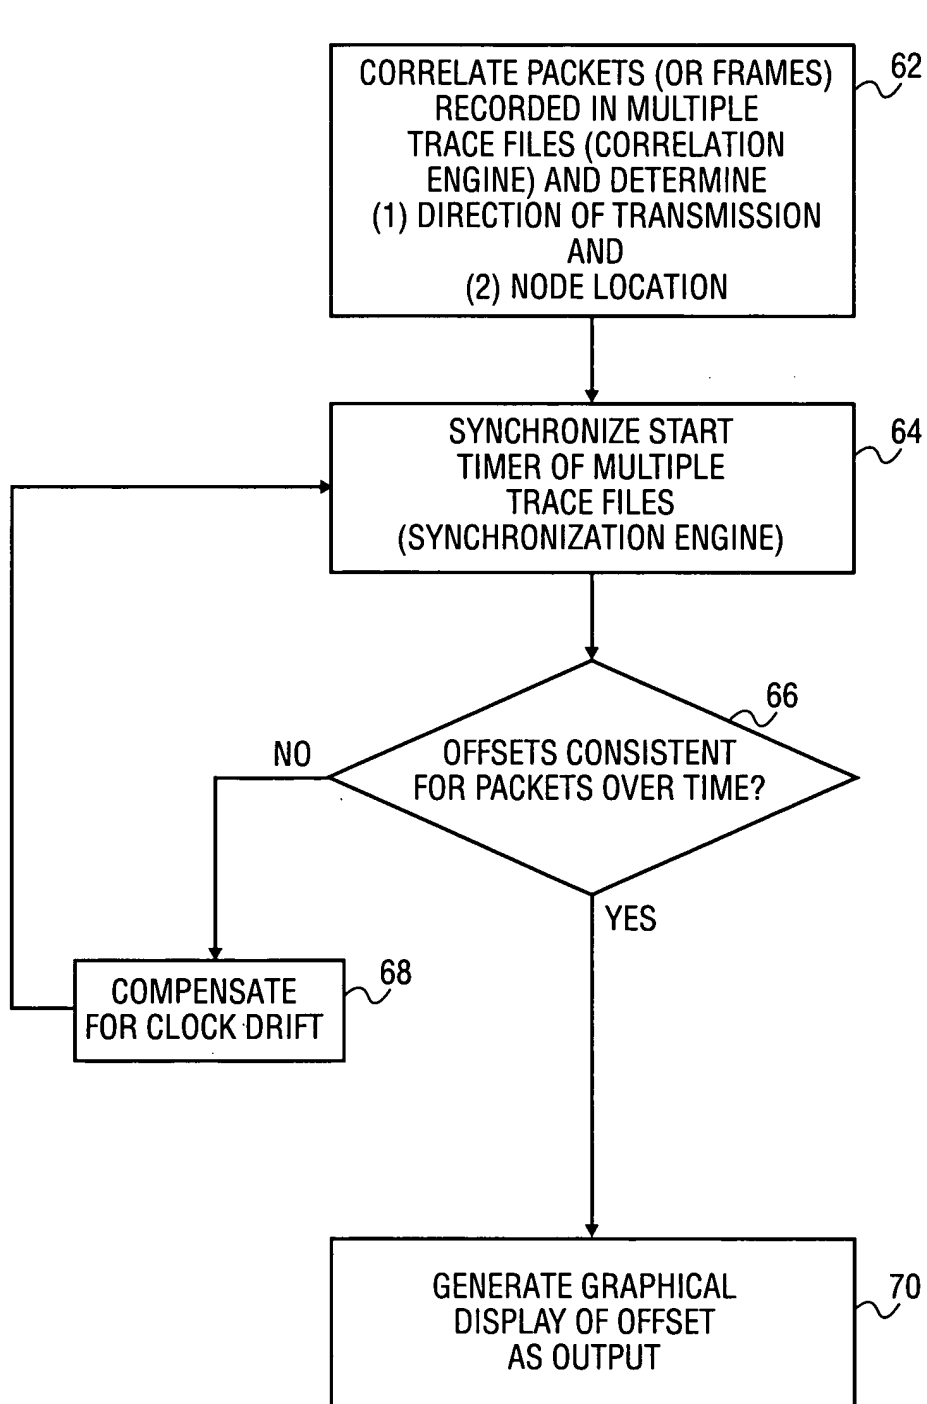 CORRELATE PACKETS (OR FRAMES)
RECORDED IN MULTIPLE
TRACE FILES (CORRELATION
ENGINE) AND DETERMINE
(1) DIRECTION OF TRANSMISSION
AND
(2) NODE LOCATION
62
SYNCHRONIZE START
TIMER OF MULTIPLE
TRACE FILES
(SYNCHRONIZATION ENGINE)
64
OFFSETS CONSISTENT
FOR PACKETS OVER TIME?
66
NO
YES
COMPENSATE
FOR CLOCK DRIFT
68
GENERATE GRAPHICAL
DISPLAY OF OFFSET
AS OUTPUT
70